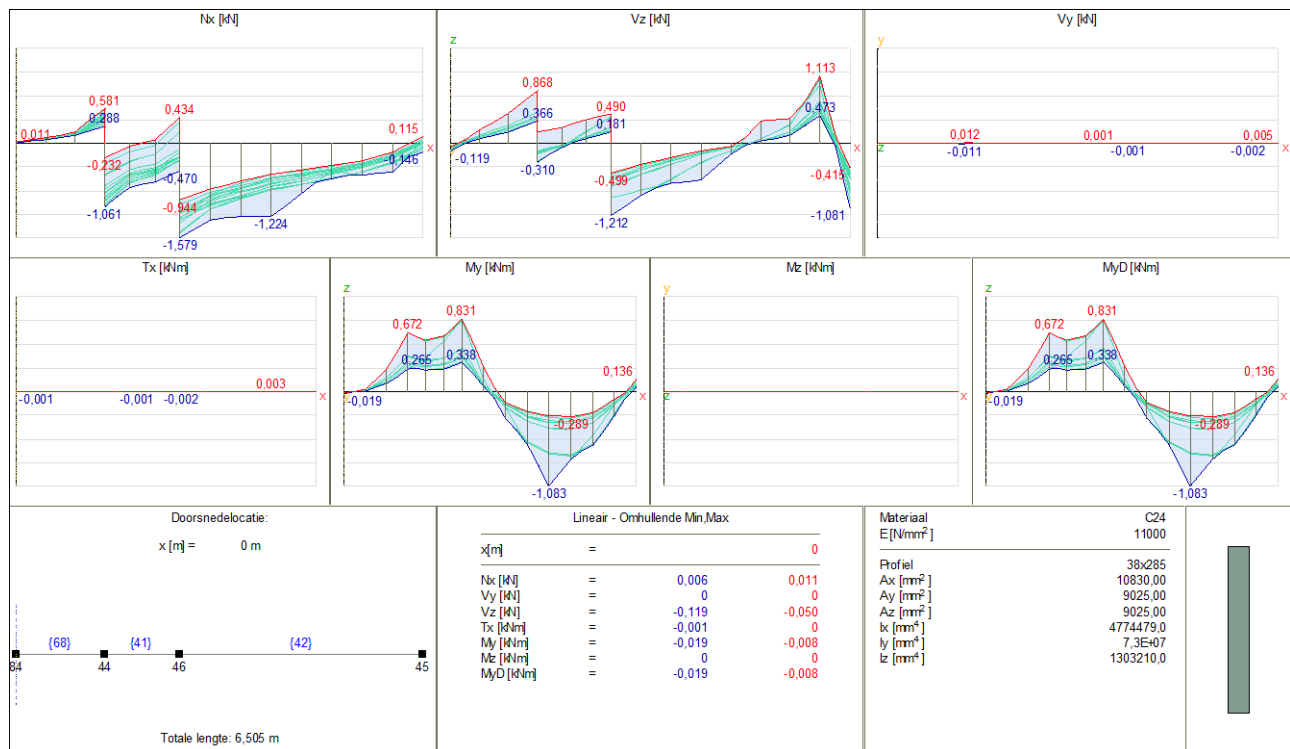 Nx [kN]
0,581
0,288
0,011
0,434
-0,232
-0,470
-0,944
-1,061
-1,224
-1,579
0,115
-0,146
x
Vz [kN]
z
0,868
0,366
-0,119
-0,310
0,490
0,181
-0,499
-1,212
1,113
0,473
-0,415
-1,081
x
Vy [kN]
y
z
0,012
-0,011
0,001
-0,001
0,005
-0,002
x
Tx [kNm]
0,003
-0,001
-0,001
-0,002
x
My [kNm]
z
y
0,672
0,831
0,265
0,338
-0,019
0,136
-0,289
-1,083
x
Mz [kNm]
y
z
x
MyD [kNm]
z
y
0,672
0,831
0,265
0,338
-0,019
0,136
-0,289
-1,083
x
Doorsnedelocatie:
x [m] = 0 m
{68} {41} {42}
84 44 46 45
Totale lengte: 6,505 m
Lineair - Omhullende Min,Max
x[m] = 0
Nx [kN] = 0,006 0,011
Vy [kN] = 0 0
Vz [kN] = -0,119 -0,050
Tx [kNm] = -0,001 0
My [kNm] = -0,019 -0,008
Mz [kNm] = 0 0
MyD [kNm] = -0,019 -0,008
Materiaal C24
E[N/mm²] 11000
Profiel 38x285
Ax [mm²] 10830,00
Ay [mm²] 9025,00
Az [mm²] 9025,00
Ix [mm⁴] 4774479,0
Iy [mm⁴] 7,3E+07
Iz [mm⁴] 1303210,0